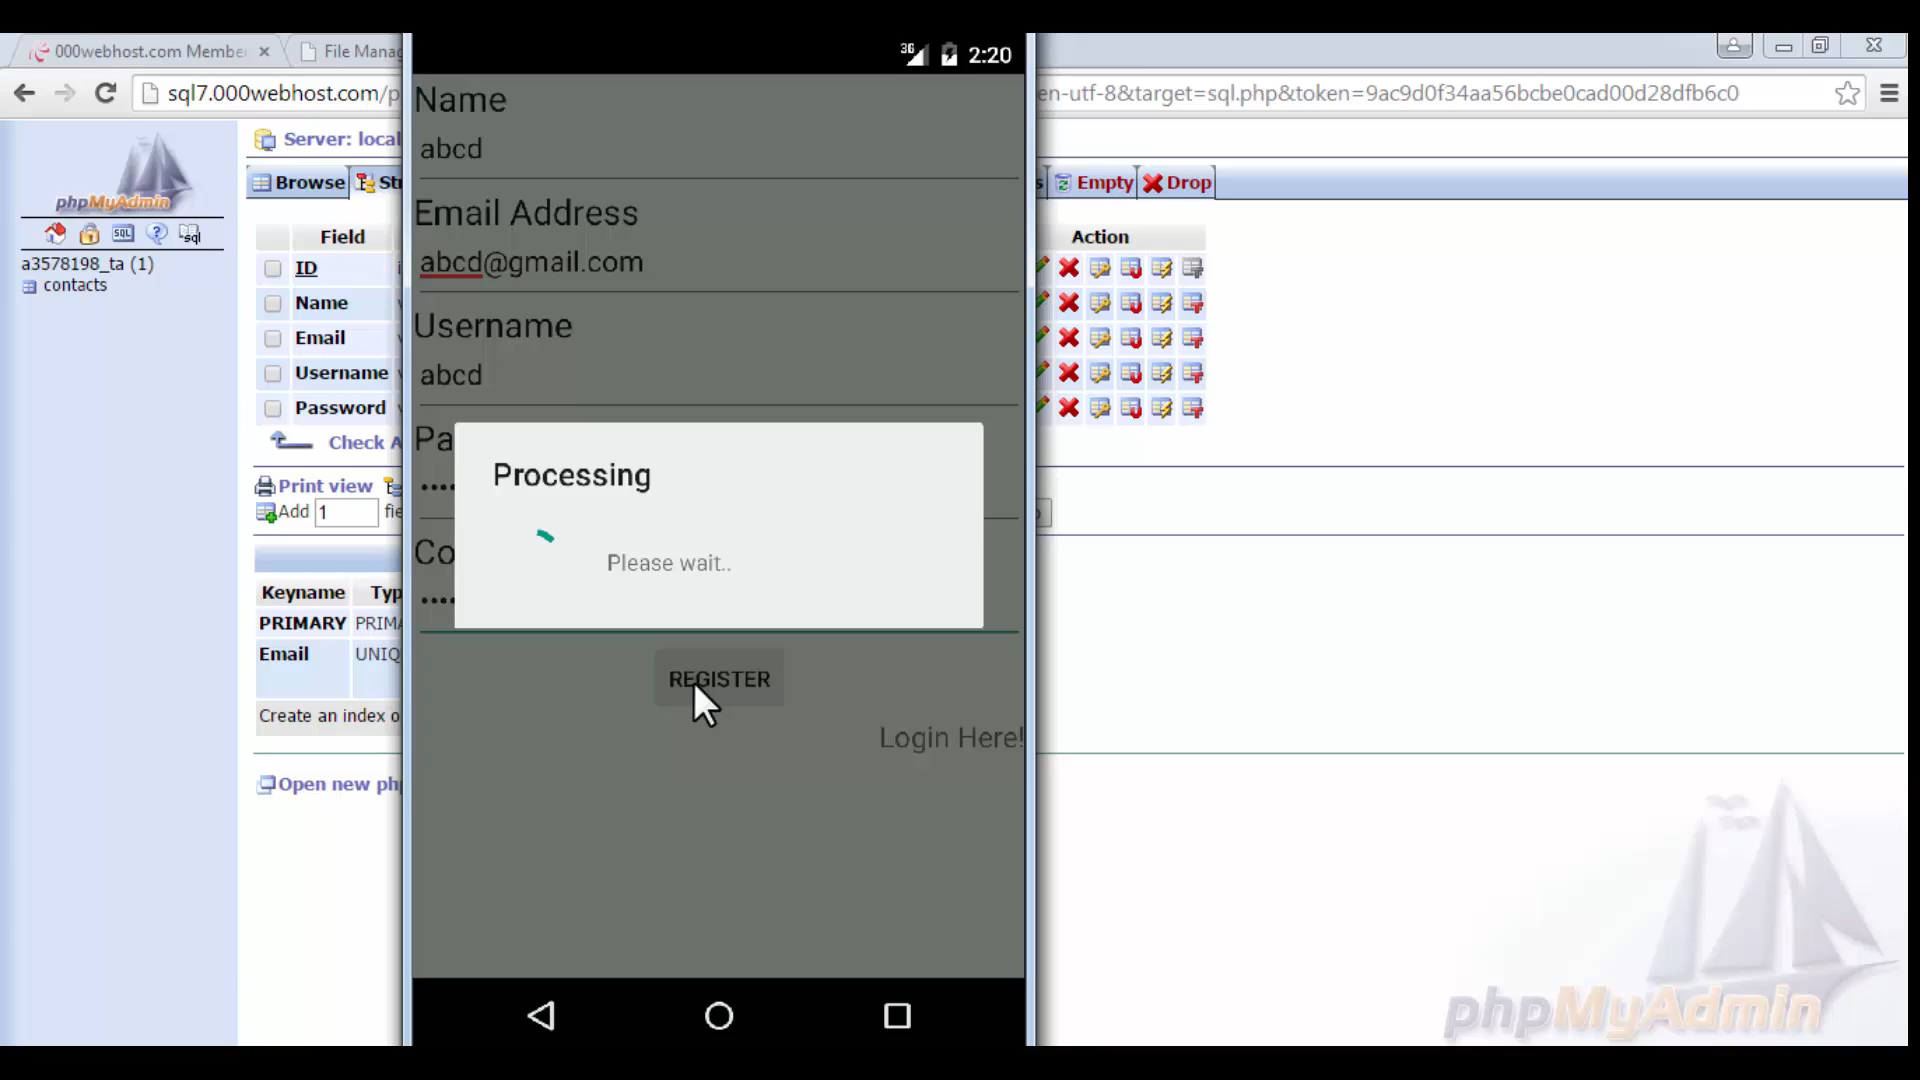 000webhost.com Membe
File Manag
3G 2:20
sql7.000webhost.com/p
en-utf-8&target=sql.php&token=9ac9d0f34aa56bcbe0cad00d28dfb6c0
phpMyAdmin
SQL
sql
a3578198_ta (1)
contacts
Server: local
Browse
Empty
Drop
Field
Action
ID
Name
Email
Username
Password
Check A
Print view
Add 1
Keyname
PRIMARY
Email
Create an index o
Name
abcd
Email Address
abcd@gmail.com
Username
abcd
Pa
••••
Processing
Please wait..
Co
••••
REGISTER
Login Here!
phpMyAdmin